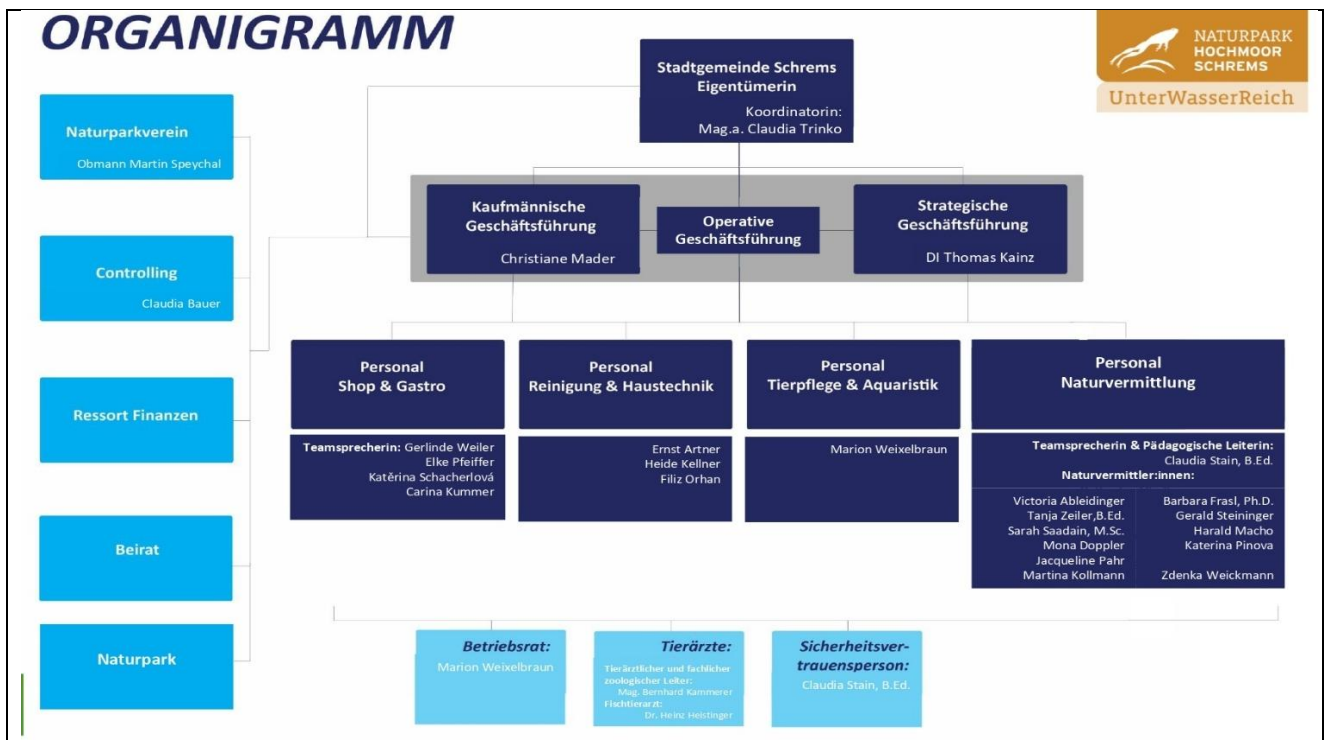 ORGANIGRAMM
NATURPARK
HOCHMOOR
SCHREMS
UnterWasserReich
Stadtgemeinde Schrems
Eigentümerin
Koordinatorin:
Mag.a. Claudia Trinko
Naturparkverein
Obmann Martin Speychal
Controlling
Claudia Bauer
Ressort Finanzen
Beirat
Naturpark
Kaufmännische
Geschäftsführung
Christiane Mader
Operative
Geschäftsführung
Strategische
Geschäftsführung
DI Thomas Kainz
Personal
Shop & Gastro
Teamsprecherin: Gerlinde Weiler
Elke Pfeiffer
Katěrina Schacherlová
Carina Kummer
Personal
Reinigung & Haustechnik
Ernst Artner
Heide Kellner
Filiz Orhan
Personal
Tierpflege & Aquaristik
Marion Weixelbraun
Personal
Naturvermittlung
Teamsprecherin & Pädagogische Leiterin:
Claudia Stain, B.Ed.
Naturvermittler:innen:
Victoria Ableidinger
Tanja Zeiler,B.Ed.
Sarah Saadain, M.Sc.
Mona Doppler
Jacqueline Pahr
Martina Kollmann
Barbara Frasl, Ph.D.
Gerald Steininger
Harald Macho
Katerina Pinova
Zdenka Weickmann
Betriebsrat:
Marion Weixelbraun
Tierärzte:
Tierärztlicher und fachlicher
zoologischer Leiter:
Mag. Bernhard Kammerer
Fischtierarzt:
Dr. Heinz Heistinger
Sicherheitsver-
trauensperson:
Claudia Stain, B.Ed.